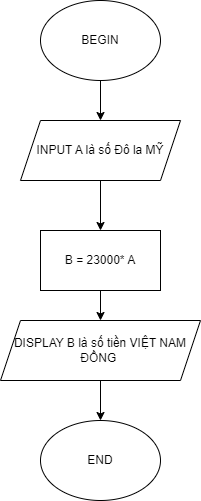 BEGIN
INPUT A là số Đô la MỸ
B = 23000* A
DISPLAY B là số tiền VIỆT NAM
ĐỒNG
END